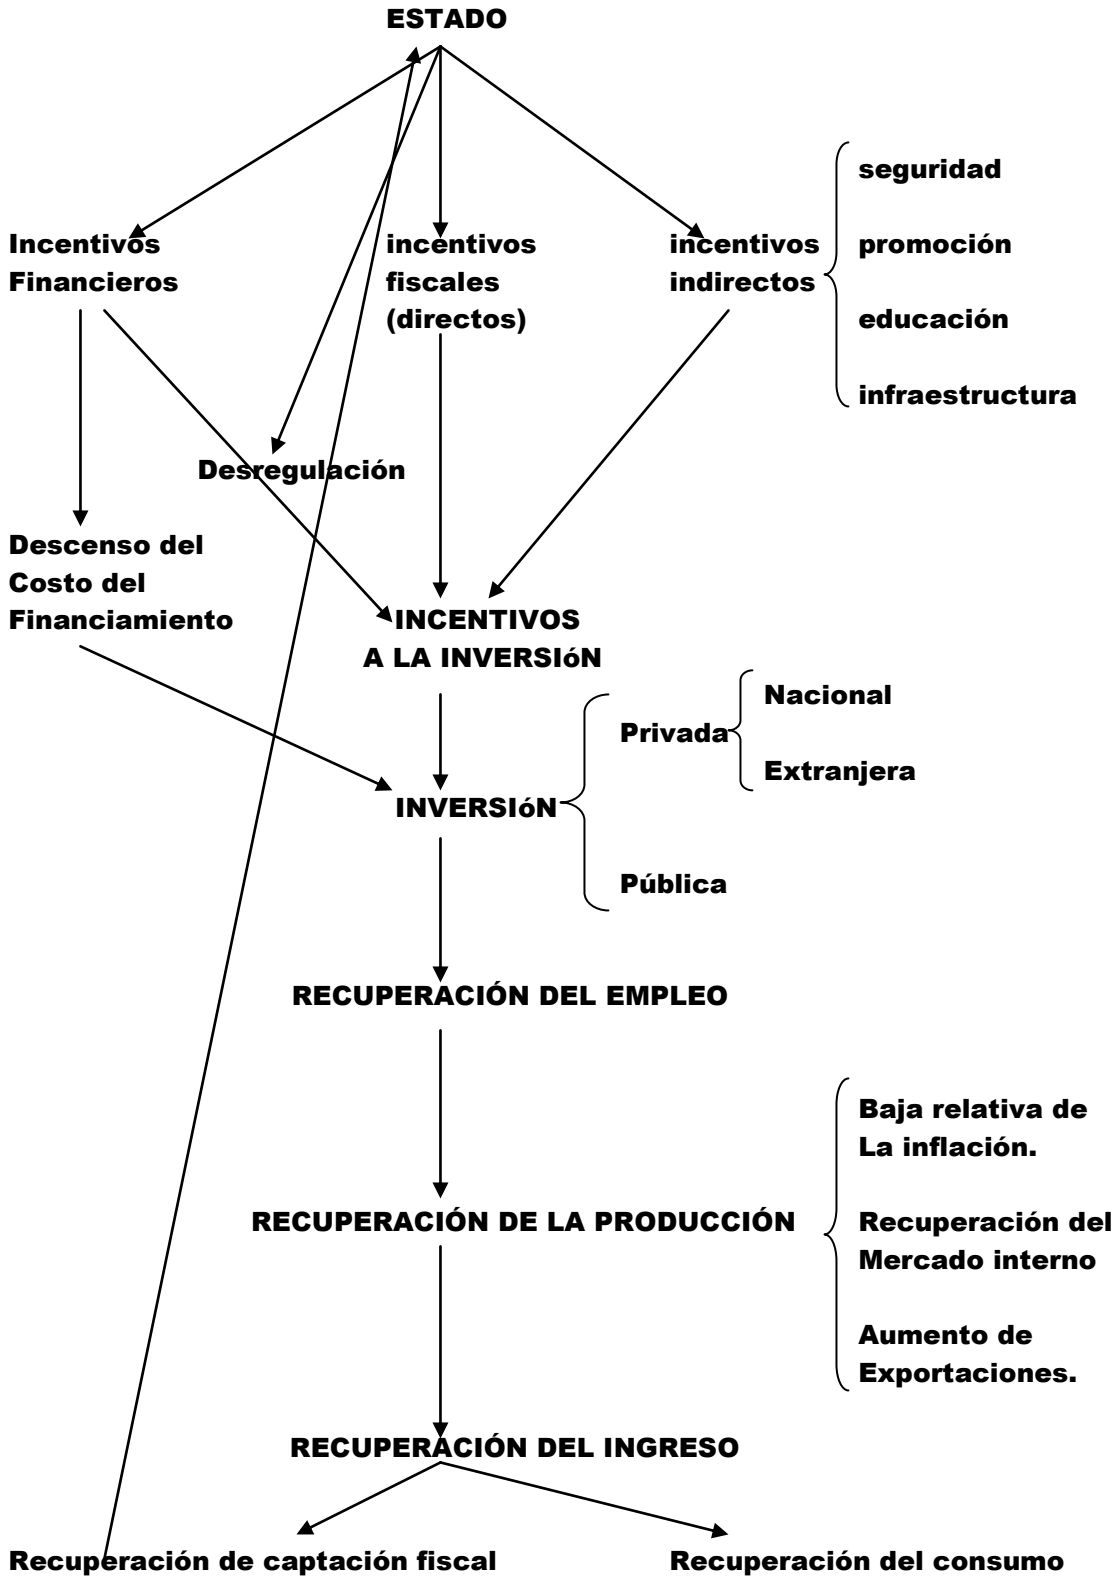 ESTADO
seguridad
Incentivos
Financieros
incentivos
fiscales
(directos)
incentivos
indirectos
promoción
educación
infraestructura
Desregulación
Descenso del
Costo del
Financiamiento
INCENTIVOS
A LA INVERSIóN
Nacional
Privada
Extranjera
INVERSIóN
Pública
RECUPERACIÓN DEL EMPLEO
Baja relativa de
La inflación.
RECUPERACIÓN DE LA PRODUCCIÓN
Recuperación del
Mercado interno
Aumento de
Exportaciones.
RECUPERACIÓN DEL INGRESO
Recuperación de captación fiscal
Recuperación del consumo